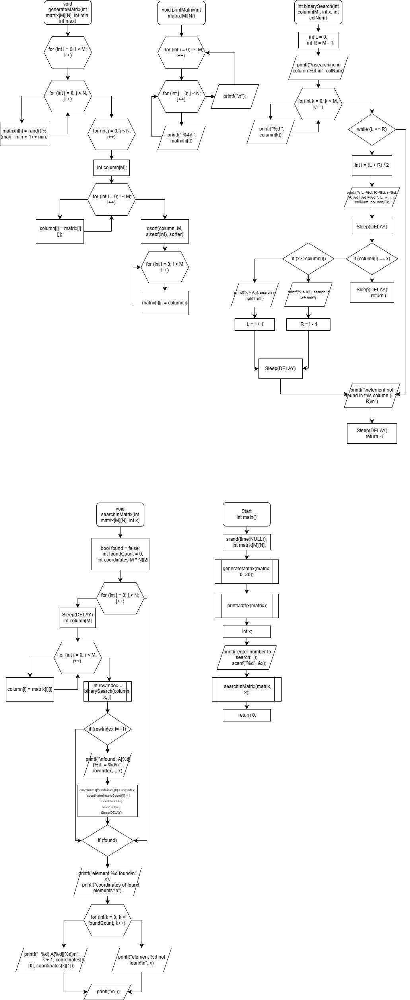 void
generateMatrix(int
matrix[M][N], int min,
int max)
for (int i = 0; i < M;
i++)
for (int j = 0; j < N;
j++)
matrix[i][j] = rand() %
(max - min + 1) + min;
for (int j = 0; j < N;
j++)
int column[M];
for (int i = 0; i < M;
i++)
column[i] = matrix[i]
[j];
qsort(column, M,
sizeof(int), sorter)
for (int i = 0; i < M;
i++)
matrix[i][j] = column[i]
void printMatrix(int
matrix[M][N])
for (int i = 0; i < M;
i++)
for (int j = 0; j < N;
j++)
printf("\n");
printf(" %4d ",
matrix[i][j])
int binarySearch(int
column[M], int x, int
colNum)
int L = 0;
int R = M - 1;
printf("\nsearching in
column %d:\n", colNum)
for(int k = 0; k < M;
k++)
printf("%d ",
column[k])
while (L <= R)
int i = (L + R) / 2
printf("\nL=%d, R=%d, i=%d,
A[%d][%d]=%d ", L, R, i, i,
colNum, column[i]);
Sleep(DELAY)
if (column[i] == x)
if (x < column[i])
Sleep(DELAY);
return i
printf("x > A[i], search in
right half")
printf("x < A[i], search in
left half")
L = i + 1
R = i - 1
Sleep(DELAY)
printf("\nelement not
found in this column (L >
R)\n")
Sleep(DELAY);
return -1
void
searchInMatrix(int
matrix[M][N], int x)
bool found = false;
int foundCount = 0;
int coordinates[M * N][2]
for (int j = 0; j < N;
j++)
Sleep(DELAY)
int column[M]
for (int i = 0; i < M;
i++)
column[i] = matrix[i][j]
int rowIndex =
binarySearch(column,
x, j)
if (rowIndex != -1)
printf("\nfound: A[%d]
[%d] = %d\n",
rowIndex, j, x)
coordinates[foundCount][0] = rowIndex;
coordinates[foundCount][1] = j;
foundCount++;
found = true;
Sleep(DELAY);
if (found)
printf("element %d found\n",
x);
printf("coordinates of found
elements:\n")
for (int k = 0; k <
foundCount; k++)
printf("  %d) A[%d][%d]\n",
k + 1, coordinates[k]
[0], coordinates[k][1]);
printf("element %d not
found\n", x)
printf("\n");
Start
int main()
srand(time(NULL));
int matrix[M][N];
generateMatrix(matrix,
0, 20);
printMatrix(matrix);
int x;
printf("enter number to
search: ");
scanf("%d", &x);
searchInMatrix(matrix,
x);
return 0;